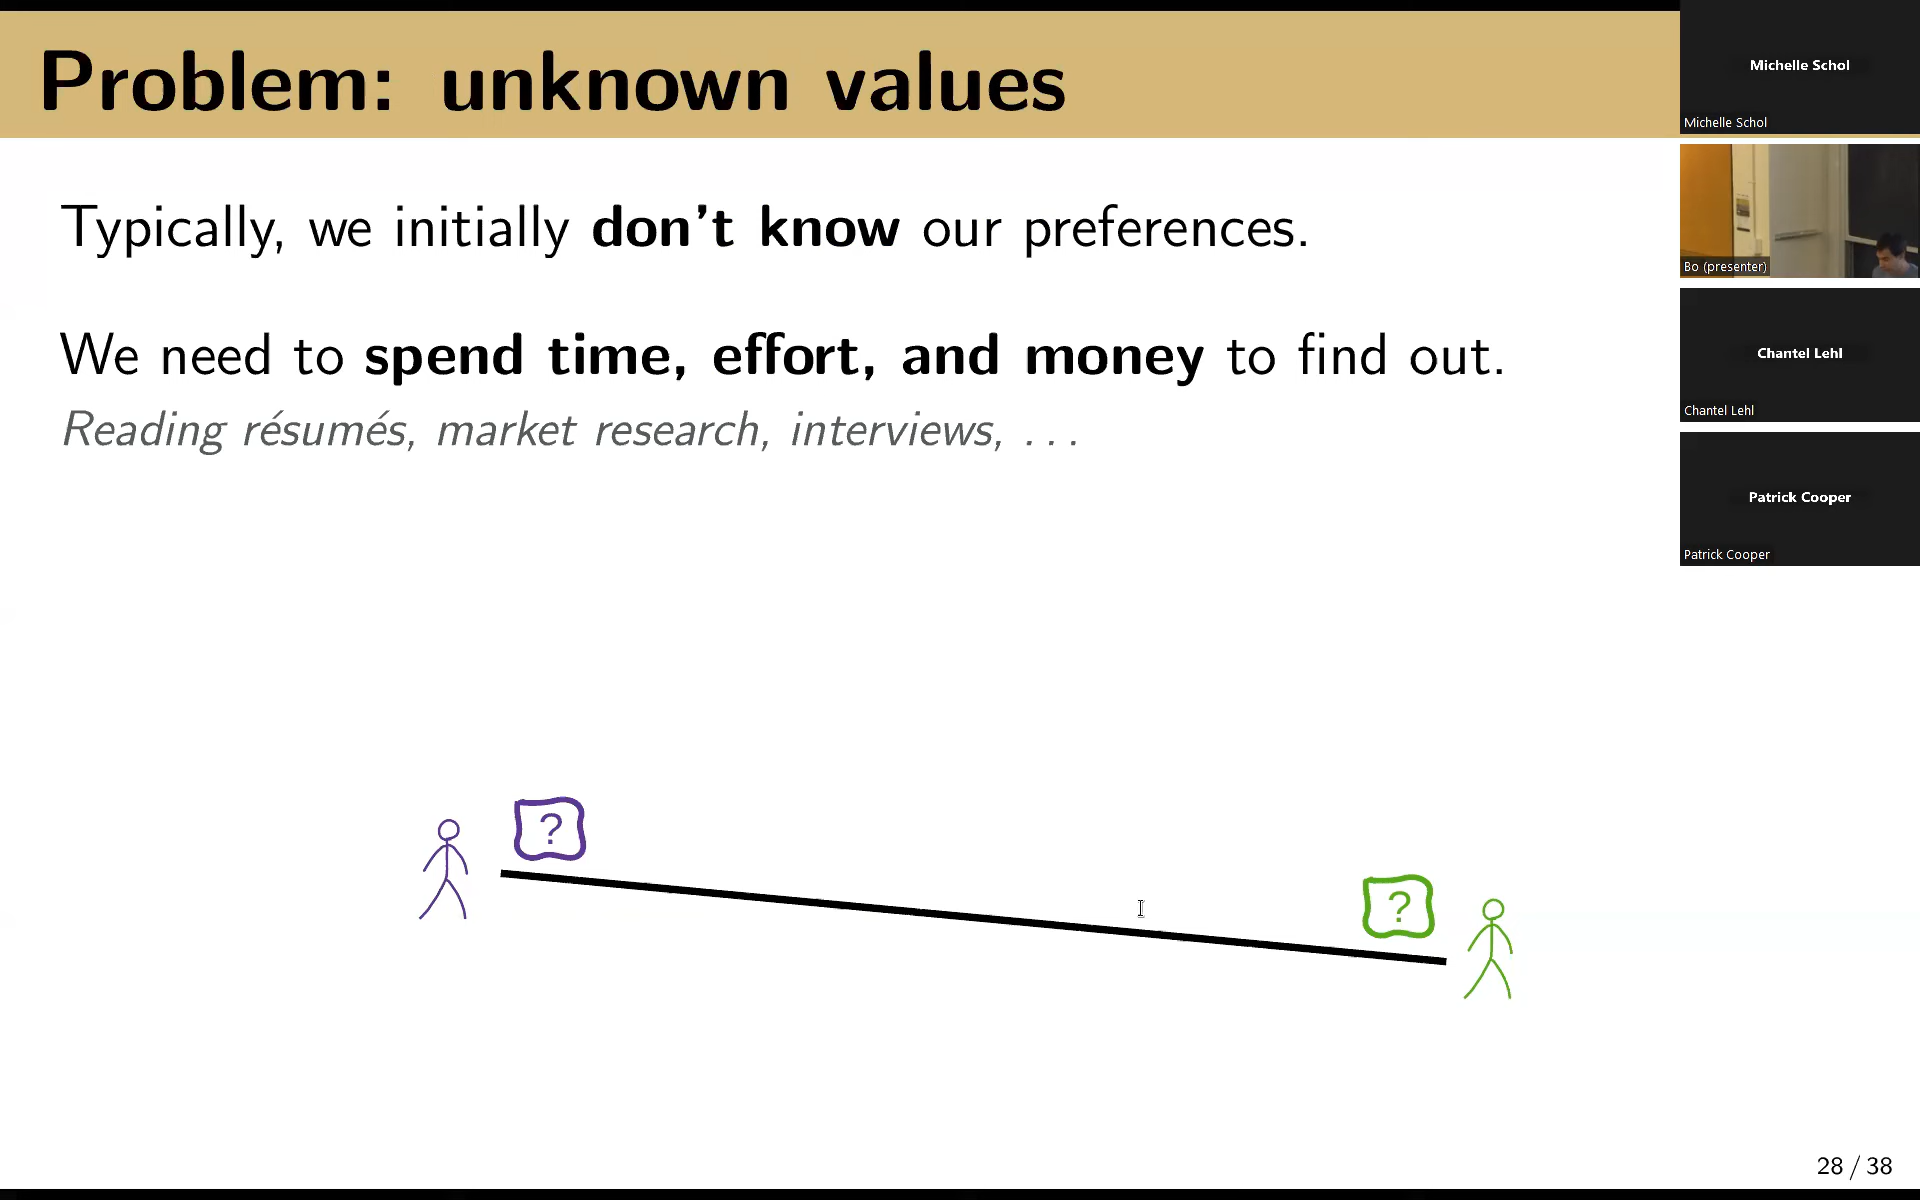 Problem: unknown values
Typically, we initially don't know our preferences.
We need to spend time, effort, and money to find out.
Reading résumés, market research, interviews, . . .
?
?
28 / 38
Michelle Schol
Michelle Schol
Bo (presenter)
Chantel Lehl
Chantel Lehl
Patrick Cooper
Patrick Cooper